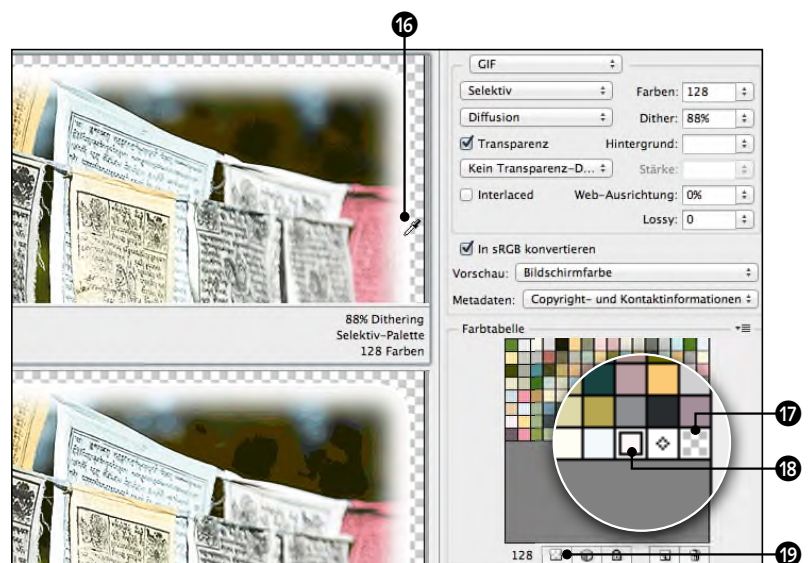 16
GIF
Selektiv
Farben: 128
Diffusion
Dither: 88%
Transparenz
Hintergrund:
Kein Transparenz-D...
Stärke:
Interlaced
Web-Ausrichtung: 0%
Lossy: 0
In sRGB konvertieren
Vorschau: Bildschirmfarbe
Metadaten: Copyright- und Kontaktinformationen
88% Dithering
Selektiv-Palette
128 Farben
Farbtabelle
17
18
128
19